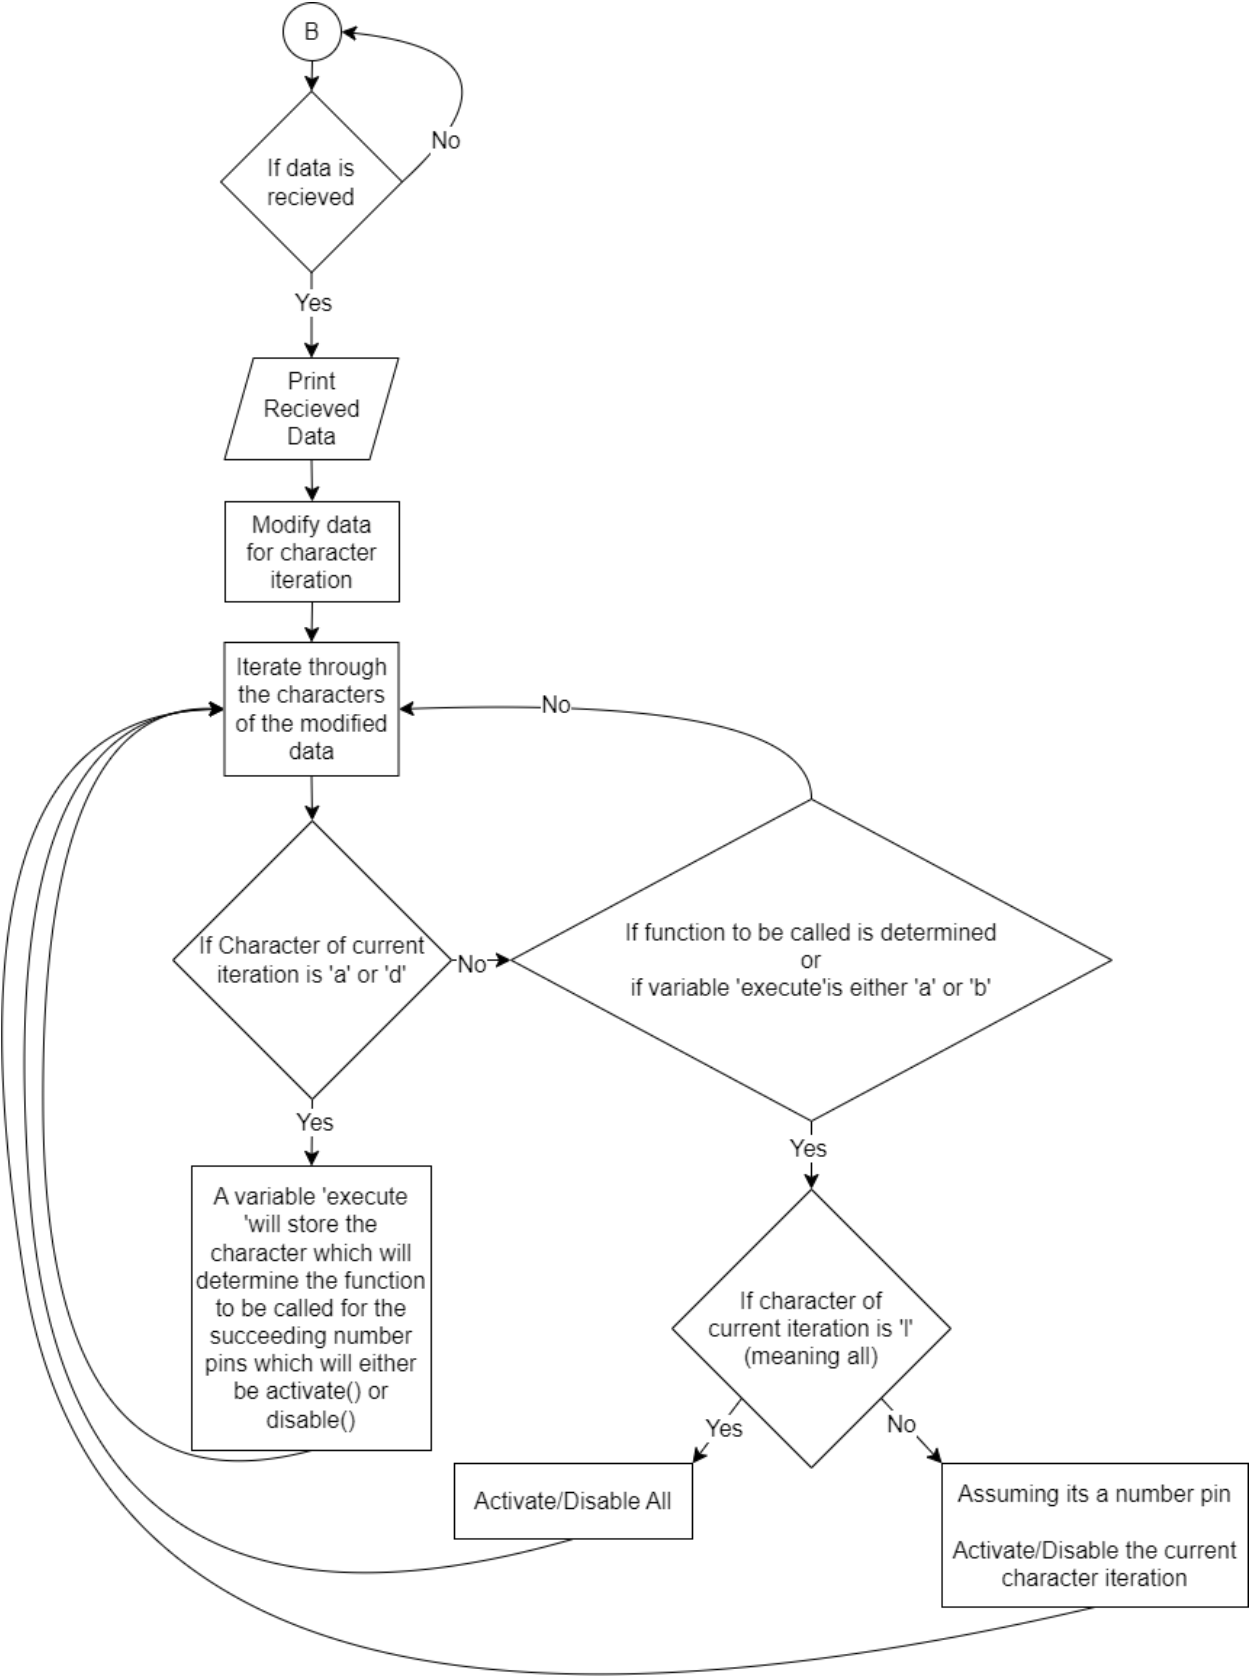 B
If data is
recieved
No
Yes
Print
Recieved
Data
Modify data
for character
iteration
Iterate through
the characters
of the modified
data
No
If Character of current
iteration is 'a' or 'd'
No
If function to be called is determined
or
if variable 'execute'is either 'a' or 'b'
Yes
A variable 'execute
'will store the
character which will
determine the function
to be called for the
succeeding number
pins which will either
be activate() or
disable()
Yes
If character of
current iteration is 'l'
(meaning all)
Yes
No
Activate/Disable All
Assuming its a number pin
Activate/Disable the current
character iteration